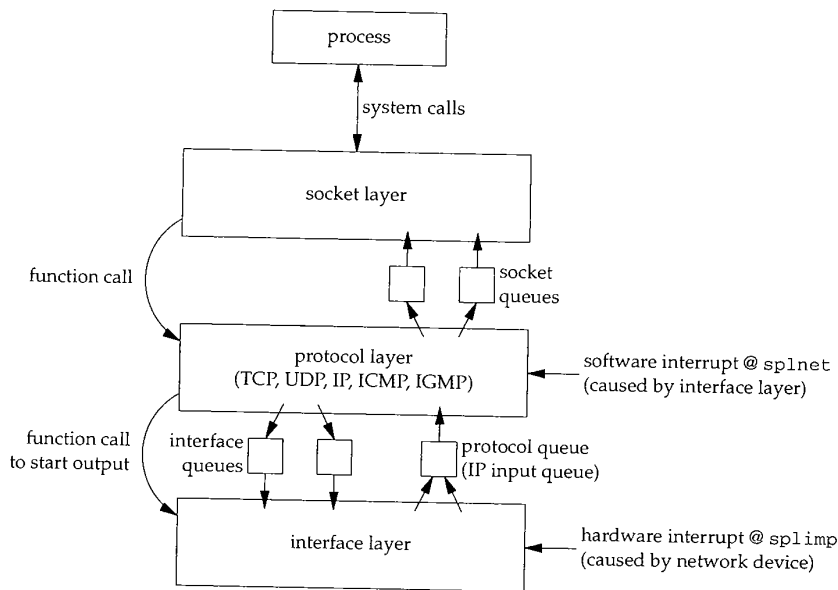 process
system calls
socket layer
function call
socket
queues
protocol layer
(TCP, UDP, IP, ICMP, IGMP)
software interrupt @ splnet
(caused by interface layer)
function call
to start output
interface
queues
protocol queue
(IP input queue)
interface layer
hardware interrupt @ splimp
(caused by network device)